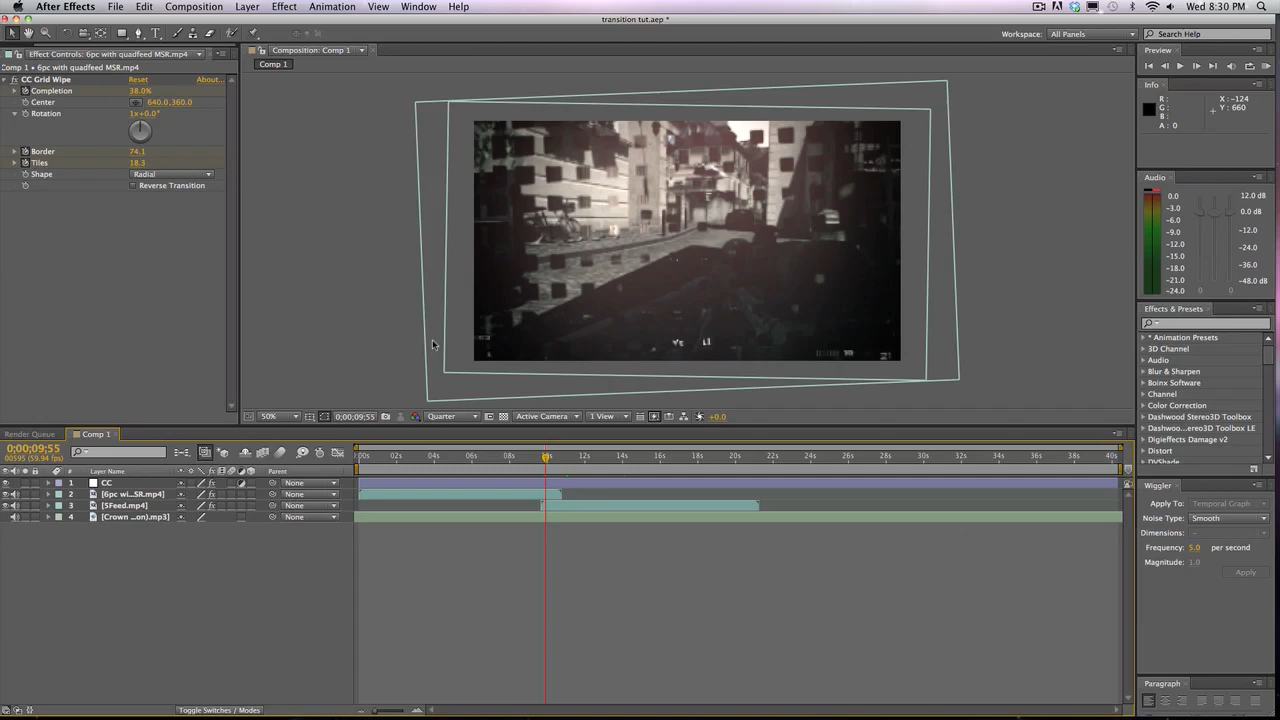 After Effects File Edit Composition Layer Effect Animation View Window Help Wed 8:30 PM
transition tut.aep *
Workspace: All Panels Search Help
Effect Controls: 6pc with quadfeed MSR.mp4
Comp 1 • 6pc with quadfeed MSR.mp4
CC Grid Wipe Reset About...
Completion 38.0%
Center 640.0,360.0
Rotation 1x+0.0°
Border 74.1
Tiles 18.3
Shape Radial
Reverse Transition
Composition: Comp 1
Comp 1
50% 0;00;09;55 Quarter Active Camera 1 View +0.0
Preview
Info
R: X: -124
G: Y: 660
B:
A: 0
Audio
0.0 12.0 dB
-3.0
-6.0 0.0 dB
-9.0
-12.0 -12.0
-15.0 -24.0
-18.0
-21.0 -36.0
-24.0 0 0 -48.0 dB
Effects & Presets
* Animation Presets
3D Channel
Audio
Blur & Sharpen
Boinx Software
Channel
Color Correction
Dashwood Stereo3D Toolbox
Dashwo...ereo3D Toolbox LE
Digieffects Damage v2
Distort
DVShade
Wiggler
Apply To: Temporal Graph
Noise Type: Smooth
Dimensions: -
Frequency: 5.0 per second
Magnitude: 1.0
Apply
Paragraph
Render Queue Comp 1
0;00;09;55
00595 (59.94 fps)
# Layer Name Parent
:00s 02s 04s 06s 08s 10s 12s 14s 16s 18s 20s 22s 24s 26s 28s 30s 32s 34s 36s 38s 40s
1 CC None
2 [6pc wi...SR.mp4] None
3 [5Feed.mp4] None
4 [Crown ...on).mp3] None
Toggle Switches / Modes